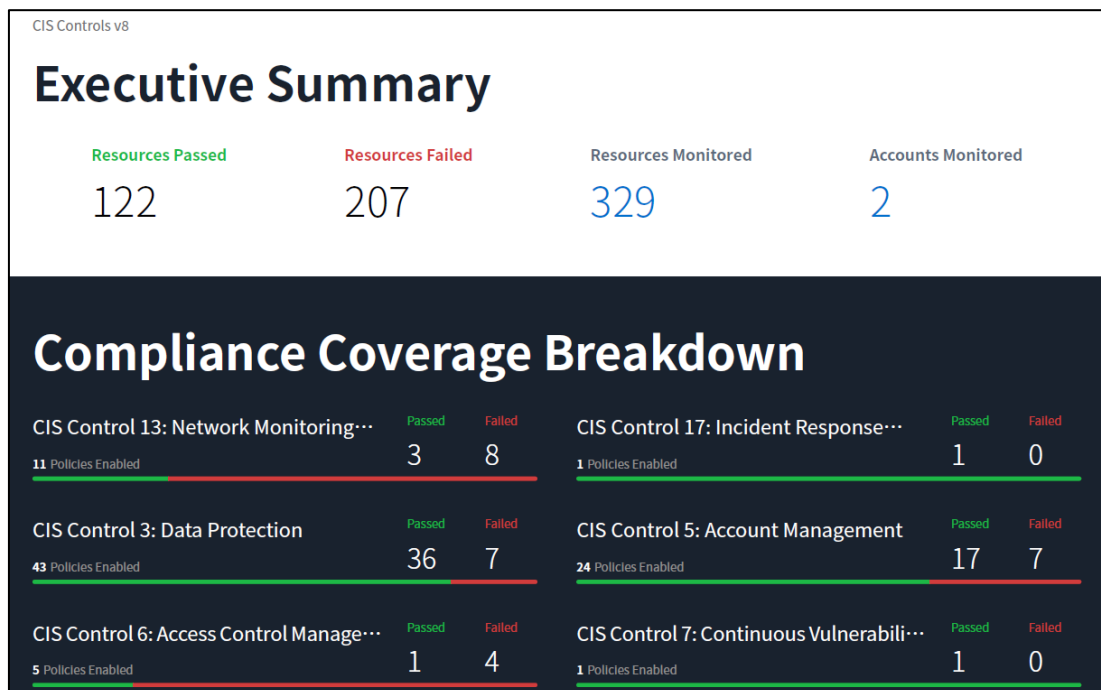 CIS Controls v8
Executive Summary
Resources Passed Resources Failed Resources Monitored Accounts Monitored
122 207 329 2
Compliance Coverage Breakdown
CIS Control 13: Network Monitoring··· Passed Failed
3 8
11 Policies Enabled
CIS Control 17: Incident Response··· Passed Failed
1 0
1 Policies Enabled
CIS Control 3: Data Protection Passed Failed
36 7
43 Policies Enabled
CIS Control 5: Account Management Passed Failed
17 7
24 Policies Enabled
CIS Control 6: Access Control Manage··· Passed Failed
1 4
5 Policies Enabled
CIS Control 7: Continuous Vulnerabili··· Passed Failed
1 0
1 Policies Enabled